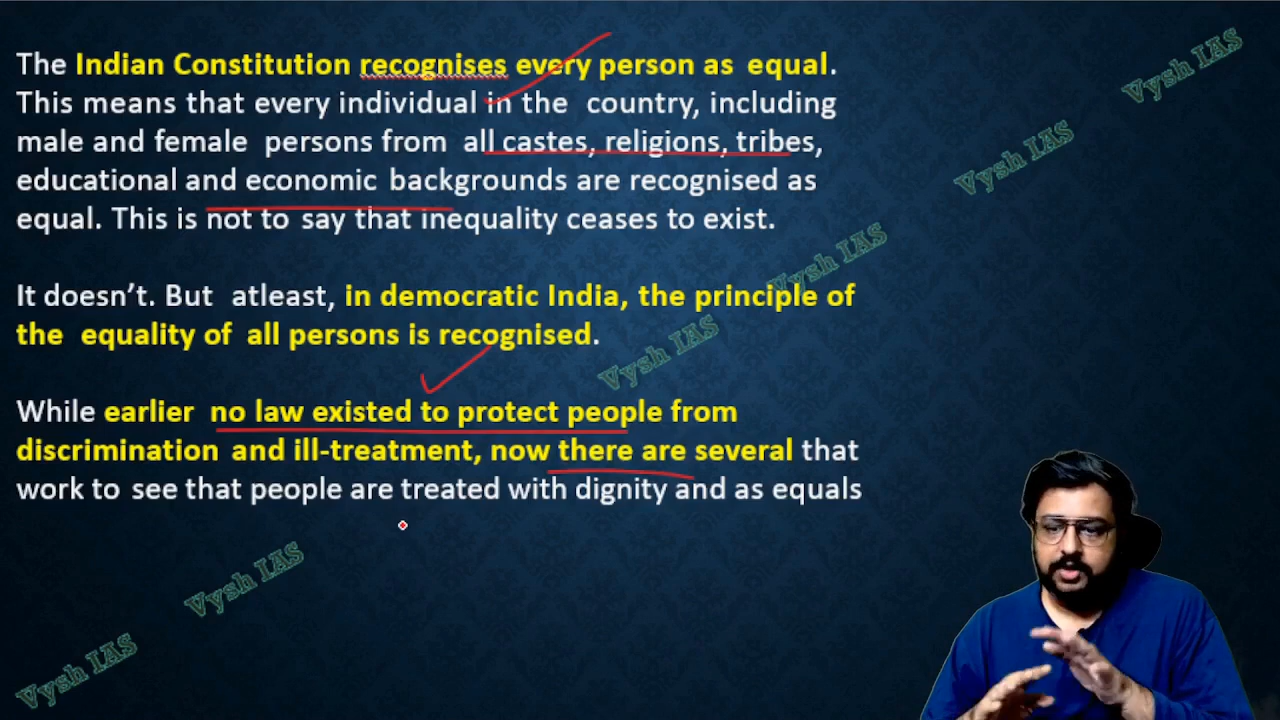 The Indian Constitution recognises every person as equal.
This means that every individual in the country, including
male and female persons from all castes, religions, tribes,
educational and economic backgrounds are recognised as
equal. This is not to say that inequality ceases to exist.
It doesn’t. But atleast, in democratic India, the principle of
the equality of all persons is recognised.
While earlier no law existed to protect people from
discrimination and ill-treatment, now there are several that
work to see that people are treated with dignity and as equals
Vysh IAS
Vysh IAS
Vysh IAS
Vysh IAS
Vysh IAS
Vysh IAS